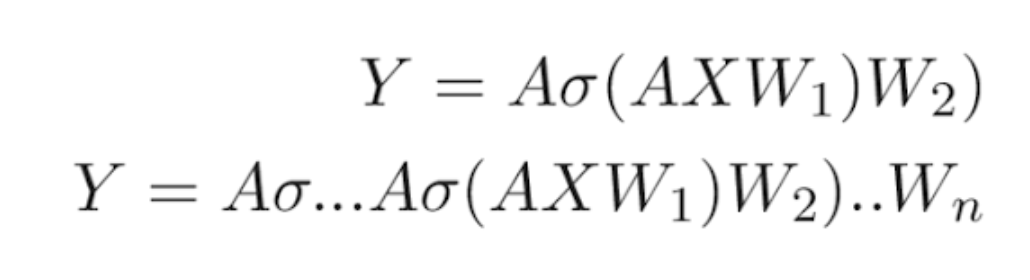 Y = Aσ(AXW₁)W₂)
Y = Aσ...Aσ(AXW₁)W₂)..Wₙ